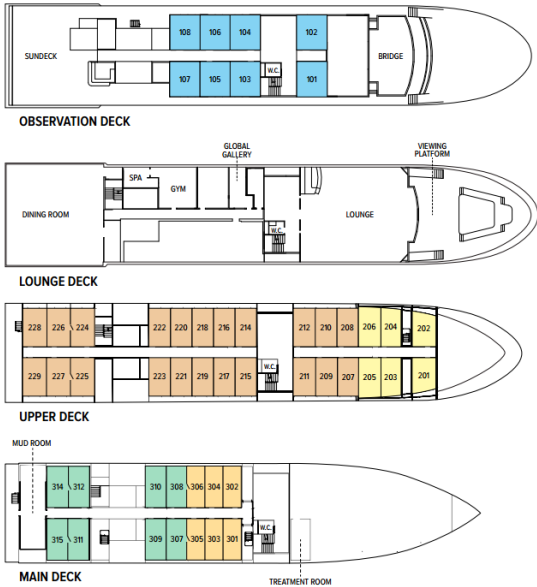 108 106 104 102
SUNDECK
W.C.
BRIDGE
107 105 103 101
OBSERVATION DECK
GLOBAL
GALLERY
VIEWING
PLATFORM
SPA
GYM
DINING ROOM
LOUNGE
W.C.
LOUNGE DECK
228 226 224 222 220 218 216 214 212 210 208 206 204 202
W.C.
229 227 225 223 221 219 217 215 211 209 207 205 203 201
UPPER DECK
MUD ROOM
314 312 310 308 306 304 302
W.C.
315 311 309 307 305 303 301
MAIN DECK
TREATMENT ROOM